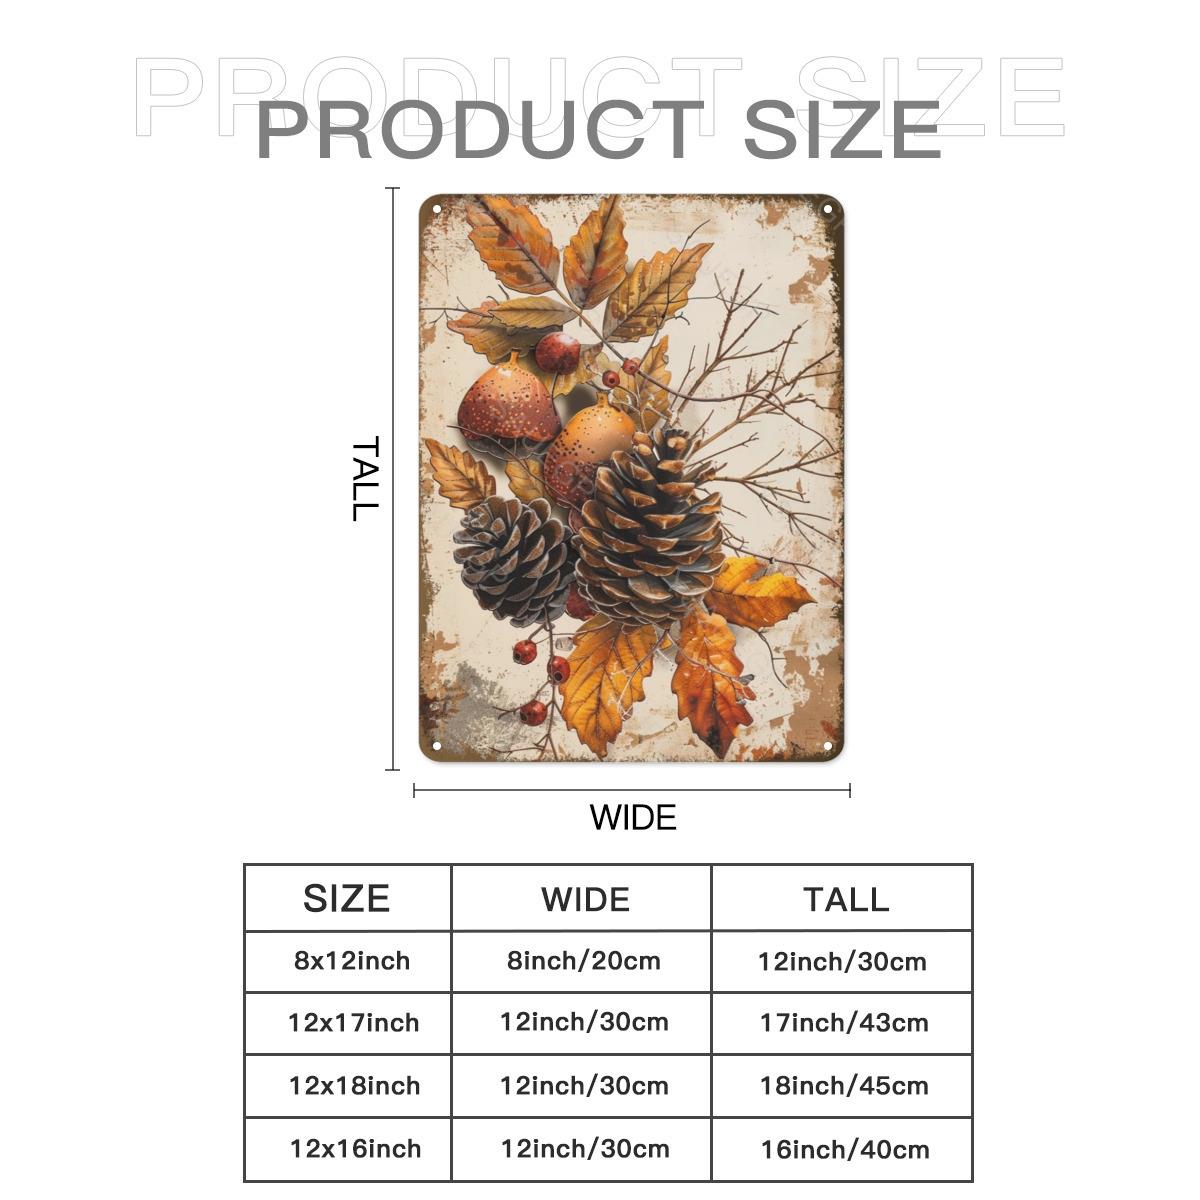 PRODUCT SIZE
PRODUCT SIZE
TALL
WIDE
SIZE WIDE TALL
8x12inch 8inch/20cm 12inch/30cm
12x17inch 12inch/30cm 17inch/43cm
12x18inch 12inch/30cm 18inch/45cm
12x16inch 12inch/30cm 16inch/40cm